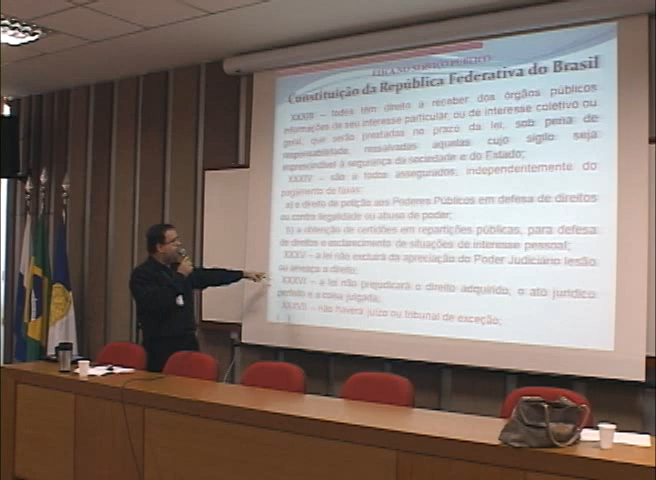 ÉTICA NO SERVIÇO PÚBLICO
Constituição da República Federativa do Brasil
XXXIII – todos têm direito a receber dos órgãos públicos
informações de seu interesse particular, ou de interesse coletivo ou
geral, que serão prestadas no prazo da lei, sob pena de
responsabilidade, ressalvadas aquelas cujo sigilo seja
imprescindível à segurança da sociedade e do Estado;
XXXIV – são a todos assegurados, independentemente do
pagamento de taxas:
a) o direito de petição aos Poderes Públicos em defesa de direitos
ou contra ilegalidade ou abuso de poder;
b) a obtenção de certidões em repartições públicas, para defesa
de direitos e esclarecimento de situações de interesse pessoal;
XXXV – a lei não excluirá da apreciação do Poder Judiciário lesão
ou ameaça a direito;
XXXVI – a lei não prejudicará o direito adquirido, o ato jurídico
perfeito e a coisa julgada;
XXXVII – não haverá juízo ou tribunal de exceção;